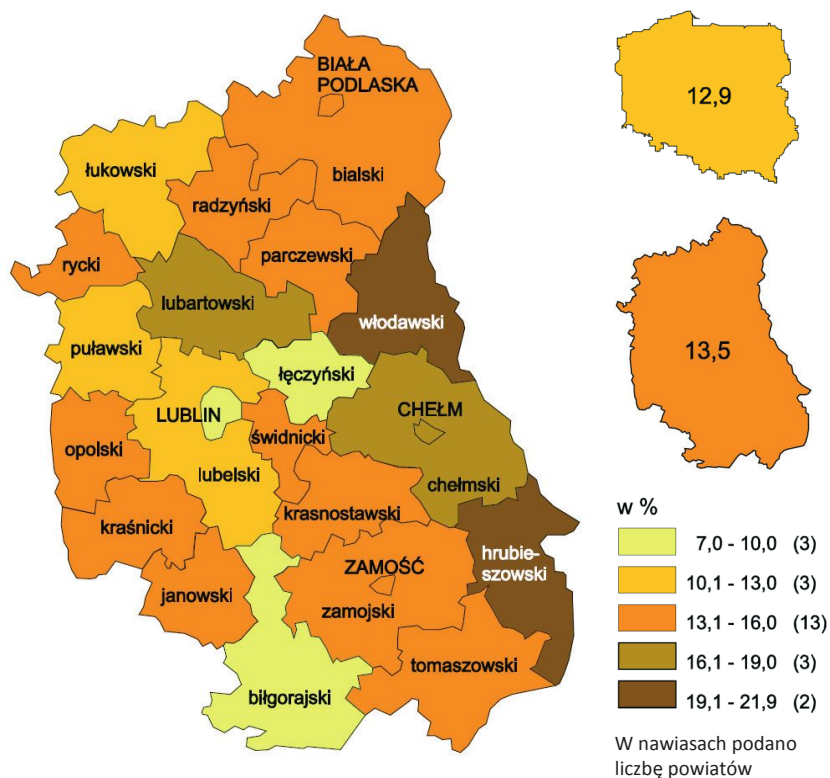 BIAŁA
PODLASKA
łukowski
bialski
radzyński
rycki
parczewski
lubartowski
włodawski
puławski
łęczyński
LUBLIN
CHEŁM
opolski
świdnicki
lubelski
chełmski
kraśnicki
krasnostawski
hrubie-
szowski
ZAMOŚĆ
janowski
zamojski
tomaszowski
biłgorajski
12,9
13,5
w %
7,0 - 10,0 (3)
10,1 - 13,0 (3)
13,1 - 16,0 (13)
16,1 - 19,0 (3)
19,1 - 21,9 (2)
W nawiasach podano
liczbę powiatów